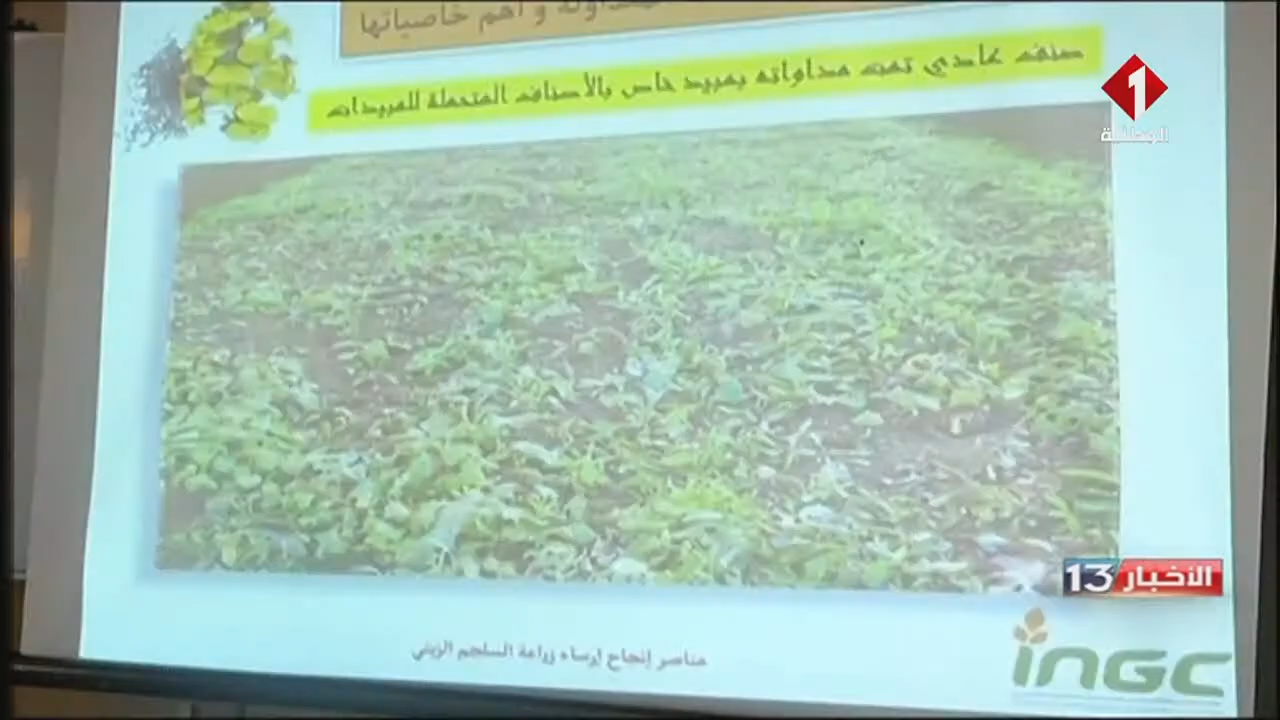 و أهم خاصياتها
صنف عادي تمت مداواته بمبيد خاص بالأصناف المتحملة للمبيدات
1
الوطنية
13 الأخبار
عناصر إنجاح إرساء زراعة السلجم الزيتي
INGC